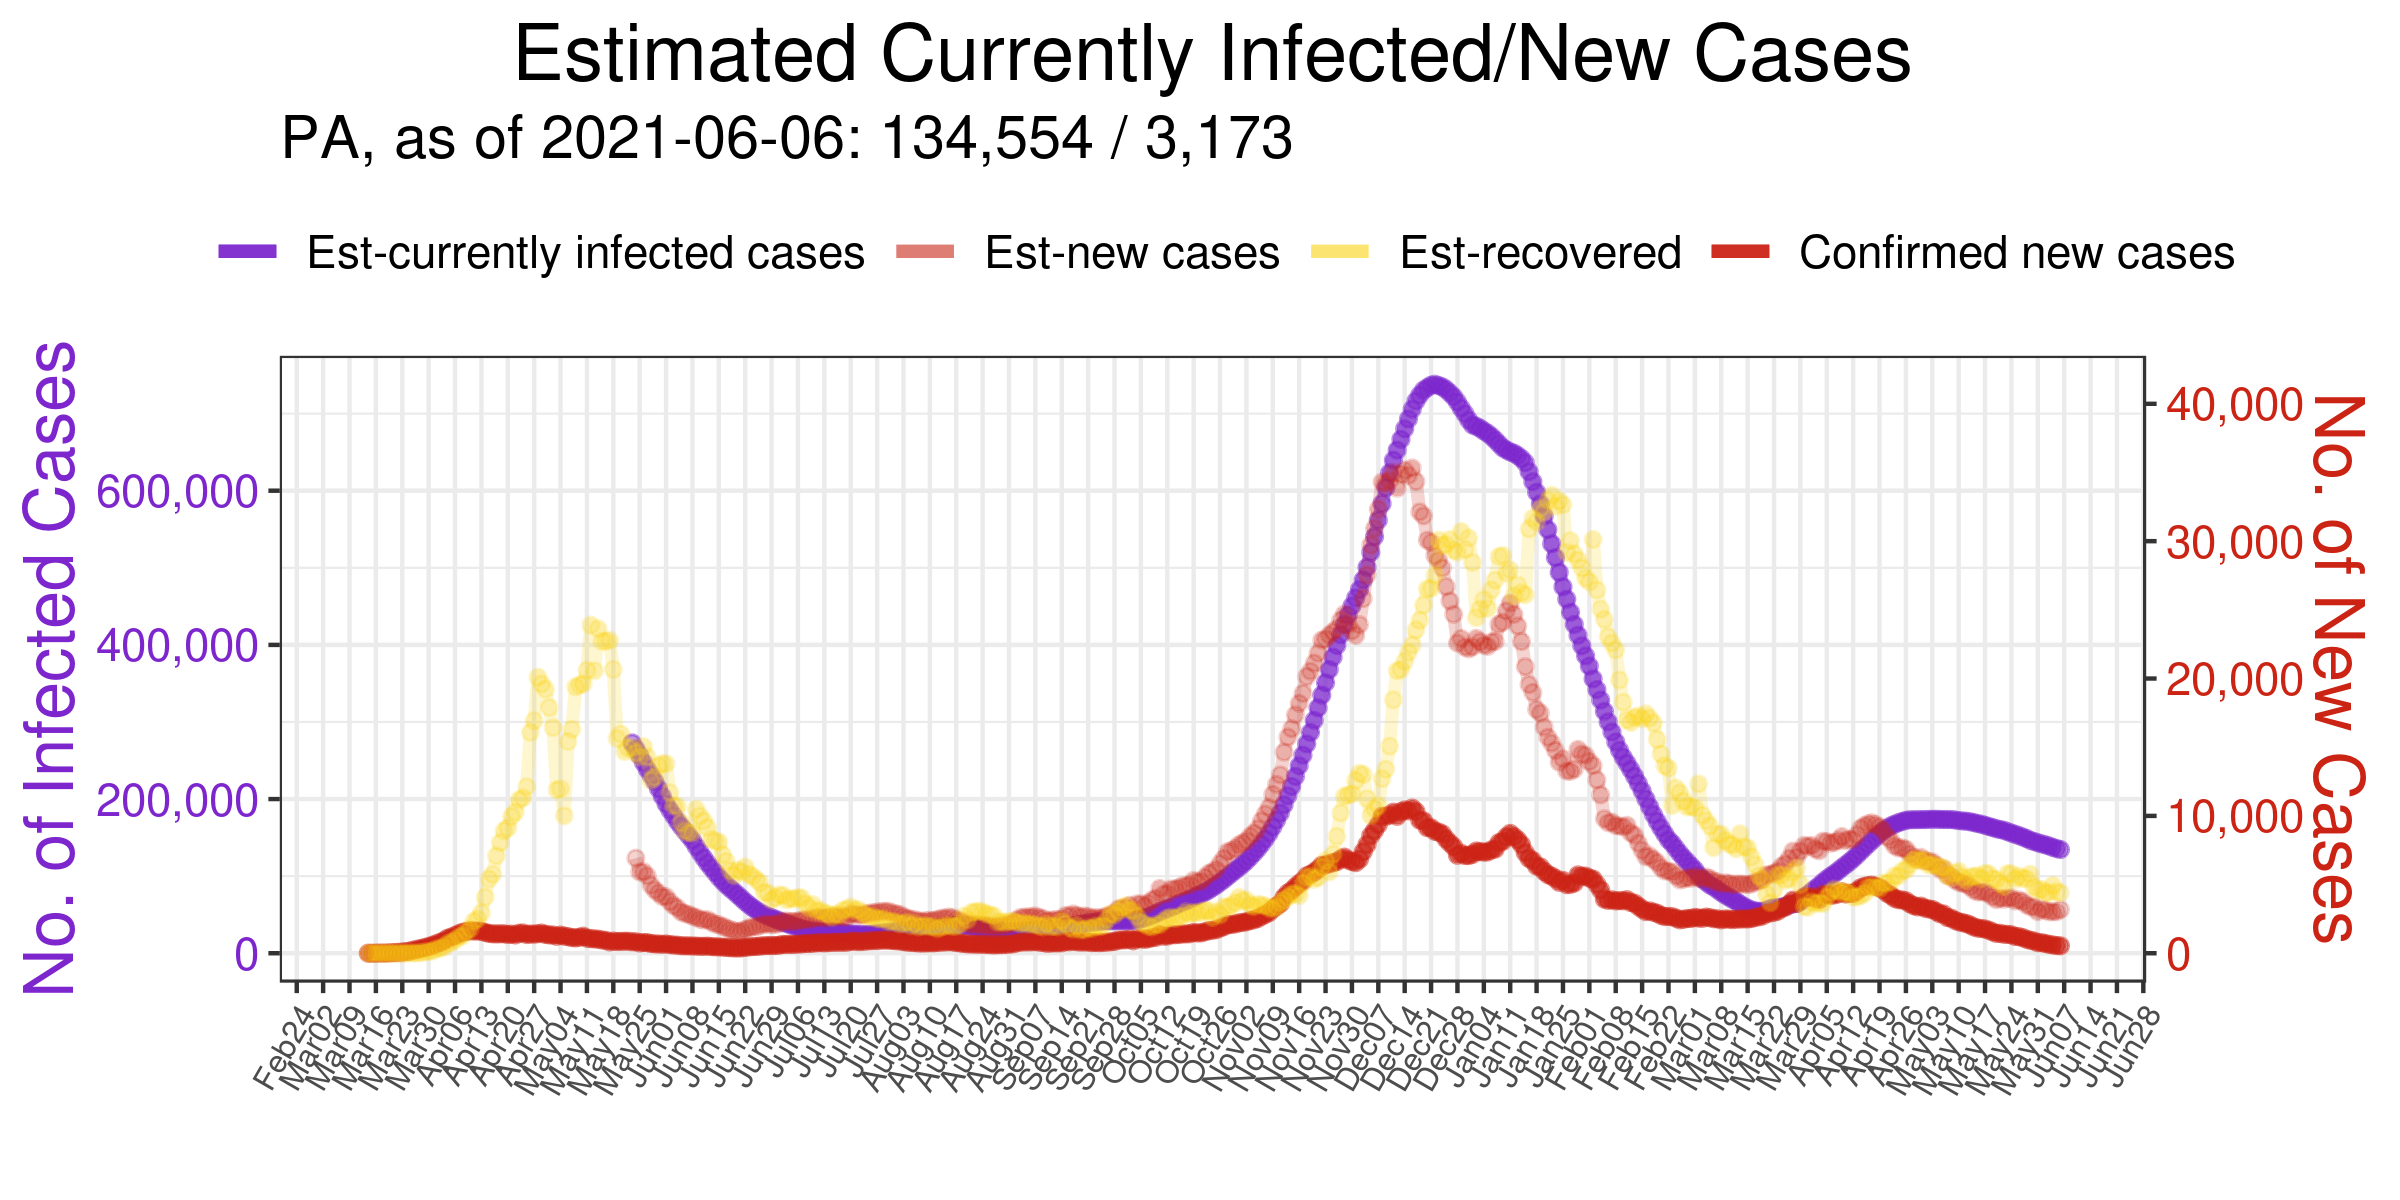 Estimated Currently Infected/New Cases
PA, as of 2021-06-06: 134,554 / 3,173
Est-currently infected cases Est-new cases Est-recovered Confirmed new cases
No. of Infected Cases
600,000
400,000
200,000
0
40,000
30,000
20,000
10,000
0
No. of New Cases
Feb24
Mar02
Mar09
Mar16
Mar23
Mar30
Apr06
Apr13
Apr20
Apr27
May04
May11
May18
May25
Jun01
Jun08
Jun15
Jun22
Jun29
Jul06
Jul13
Jul20
Jul27
Aug03
Aug10
Aug17
Aug24
Aug31
Sep07
Sep14
Sep21
Sep28
Oct05
Oct12
Oct19
Oct26
Nov02
Nov09
Nov16
Nov23
Nov30
Dec07
Dec14
Dec21
Dec28
Jan04
Jan11
Jan18
Jan25
Feb01
Feb08
Feb15
Feb22
Mar01
Mar08
Mar15
Mar22
Mar29
Apr05
Apr12
Apr19
Apr26
May03
May10
May17
May24
May31
Jun07
Jun14
Jun21
Jun28